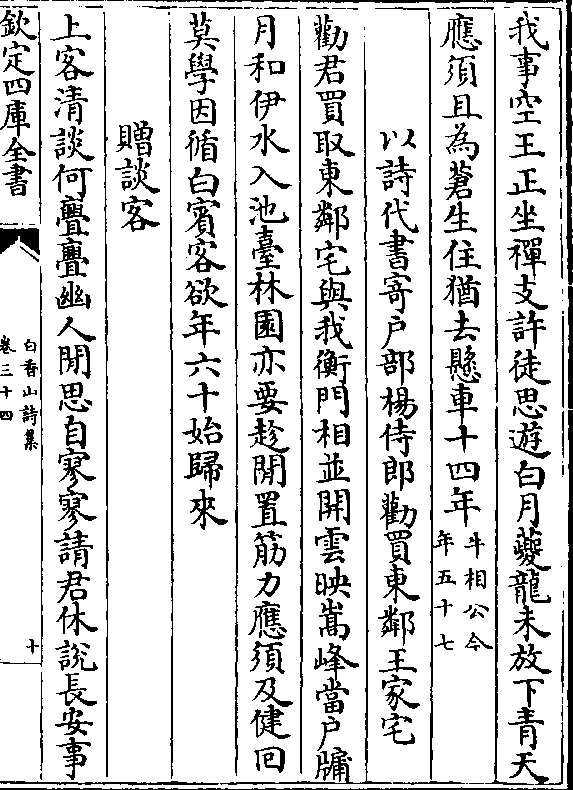 我事空王正坐禪支許徒思遊白月夔龍未放下青天
應須且為蒼生住猶去懸車十四年牛相公今年五十七
以詩代書寄户部楊侍郎勸買東鄰王家宅
勸君買取東鄰宅與我衡門相並開雲映嵩峰當户牖
月和伊水入池臺林園亦要趁閒置筋力應須及健回
莫學因循白賓客欲年六十始歸來
贈談客
上客清談何亹亹幽人閒思自寥寥請君休說長安事
欽定四庫全書
白香山詩集
卷三十四
十